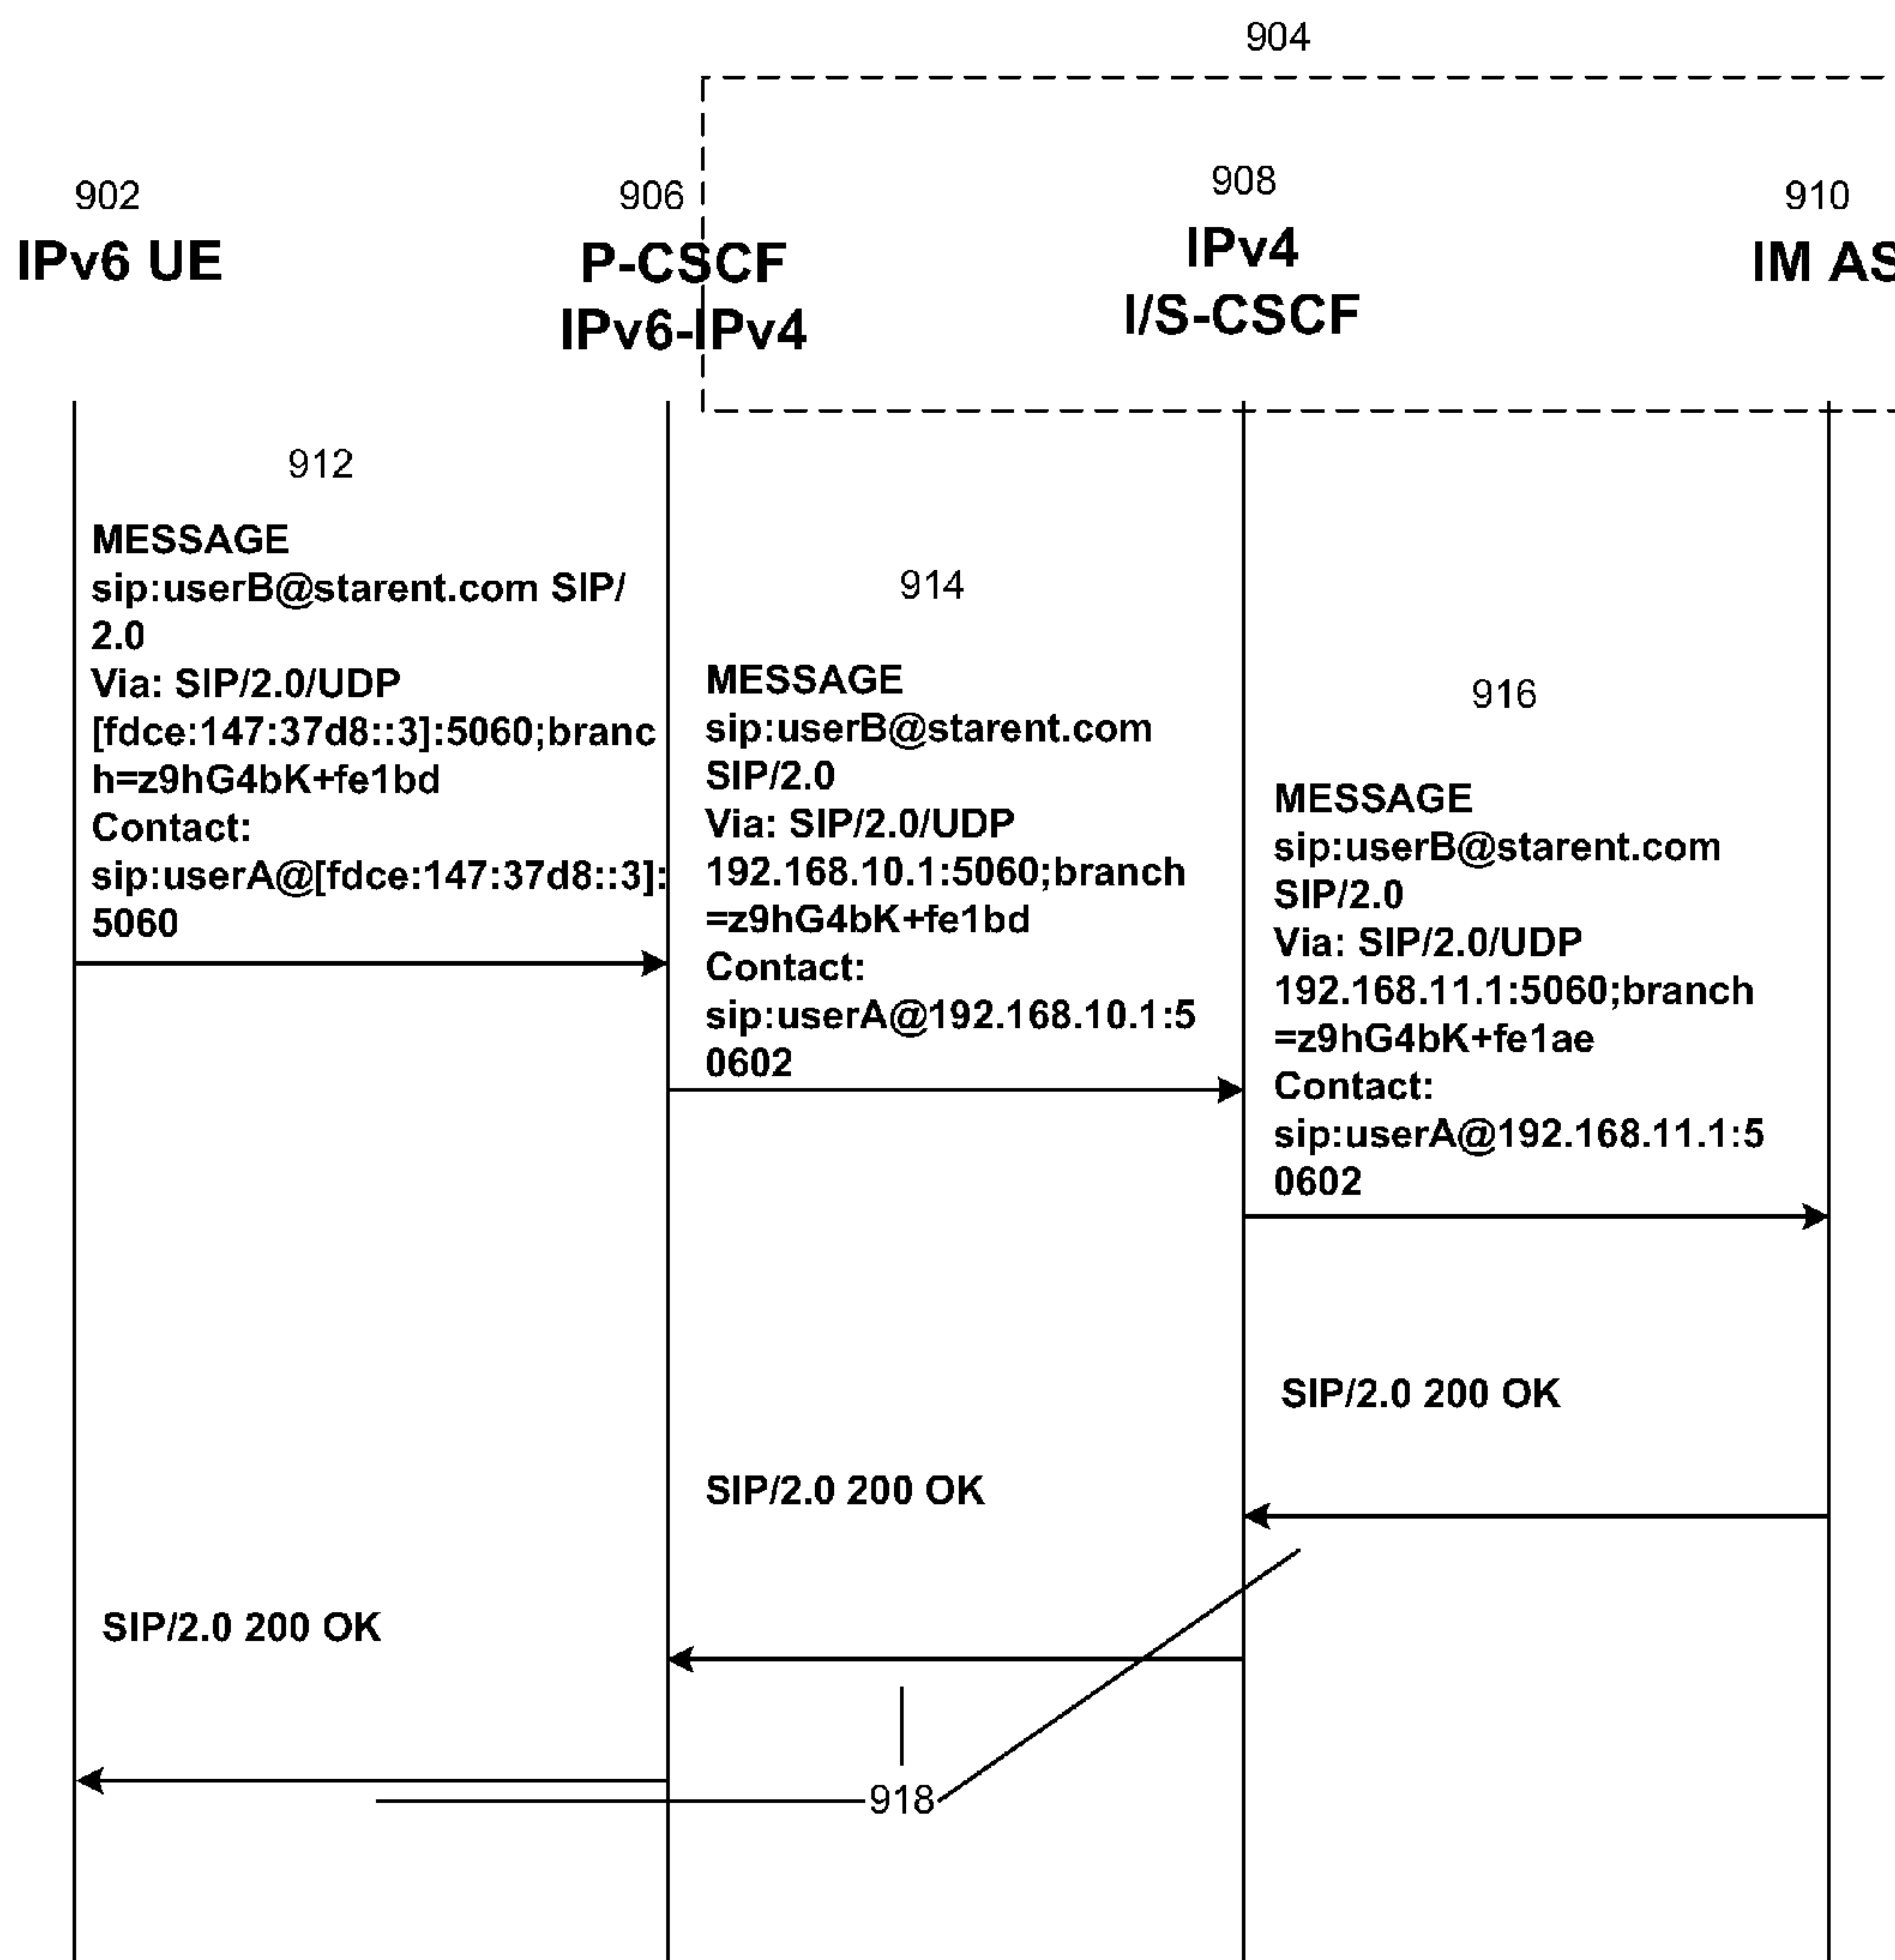 904
902
IPv6 UE
906
P-CSCF
IPv6-IPv4
908
IPv4
I/S-CSCF
910
IM AS
912
MESSAGE
sip:userB@starent.com SIP/
2.0
Via: SIP/2.0/UDP
[fdce:147:37d8::3]:5060;branc
h=z9hG4bK+fe1bd
Contact:
sip:userA@[fdce:147:37d8::3]:
5060
914
MESSAGE
sip:userB@starent.com
SIP/2.0
Via: SIP/2.0/UDP
192.168.10.1:5060;branch
=z9hG4bK+fe1bd
Contact:
sip:userA@192.168.10.1:5
0602
916
MESSAGE
sip:userB@starent.com
SIP/2.0
Via: SIP/2.0/UDP
192.168.11.1:5060;branch
=z9hG4bK+fe1ae
Contact:
sip:userA@192.168.11.1:5
0602
SIP/2.0 200 OK
SIP/2.0 200 OK
SIP/2.0 200 OK
918